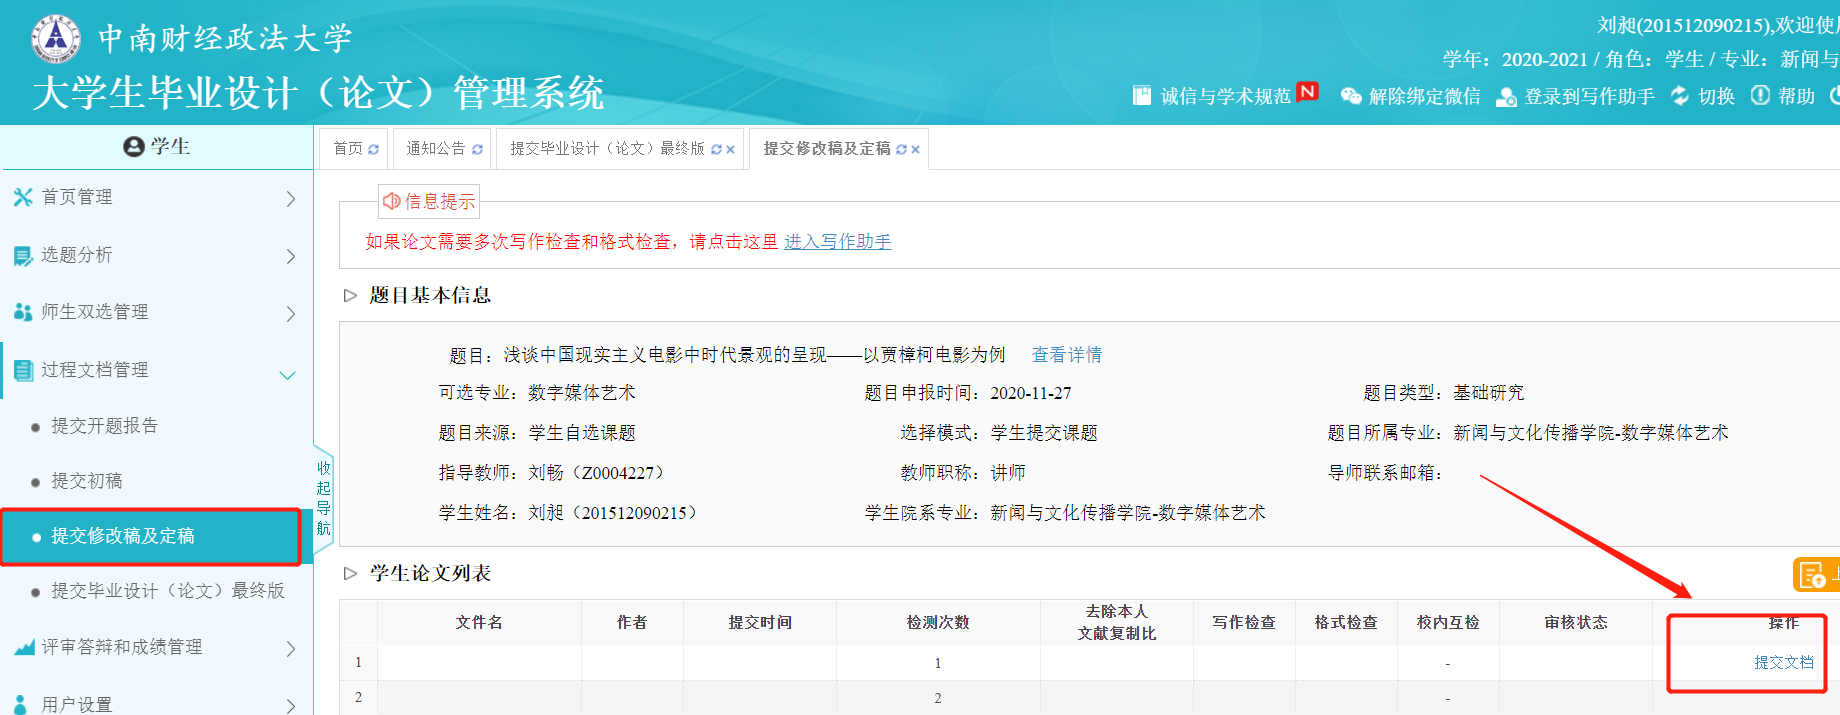 中南财经政法大学
大学生毕业设计（论文）管理系统
刘昶(201512090215),欢迎使
学年：2020-2021 / 角色：学生 / 专业：新闻与
诚信与学术规范 N 解除绑定微信 登录到写作助手 切换 帮助
学生
首页 通知公告 提交毕业设计（论文）最终版 提交修改稿及定稿
首页管理
选题分析
师生双选管理
过程文档管理
提交开题报告
提交初稿
提交修改稿及定稿
提交毕业设计（论文）最终版
评审答辩和成绩管理
用户设置
收起导航
信息提示
如果论文需要多次写作检查和格式检查，请点击这里 进入写作助手
题目基本信息
题目：浅谈中国现实主义电影中时代景观的呈现——以贾樟柯电影为例 查看详情
可选专业：数字媒体艺术 题目申报时间：2020-11-27 题目类型：基础研究
题目来源：学生自选课题 选择模式：学生提交课题 题目所属专业：新闻与文化传播学院-数字媒体艺术
指导教师：刘畅（Z0004227） 教师职称：讲师 导师联系邮箱：
学生姓名：刘昶（201512090215） 学生院系专业：新闻与文化传播学院-数字媒体艺术
学生论文列表
文件名 作者 提交时间 检测次数 去除本人文献复制比 写作检查 格式检查 校内互检 审核状态 操作
1 1 - 提交文档
2 2 -